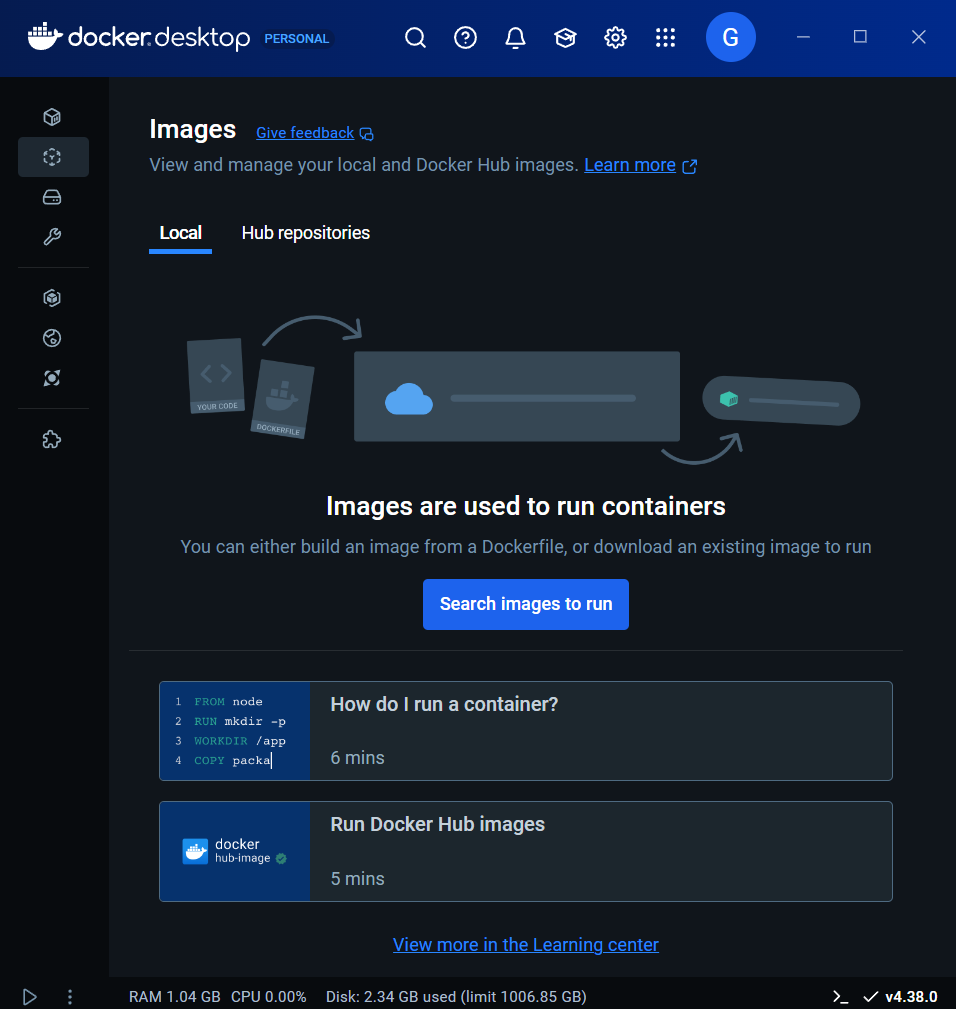 docker.desktop PERSONAL G
Images Give feedback
View and manage your local and Docker Hub images. Learn more
Local Hub repositories
YOUR CODE
DOCKERFILE
Images are used to run containers
You can either build an image from a Dockerfile, or download an existing image to run
Search images to run
1 FROM node
2 RUN mkdir -p
3 WORKDIR /app
4 COPY packa
How do I run a container?
6 mins
docker
hub-image
Run Docker Hub images
5 mins
View more in the Learning center
RAM 1.04 GB CPU 0.00% Disk: 2.34 GB used (limit 1006.85 GB) v4.38.0